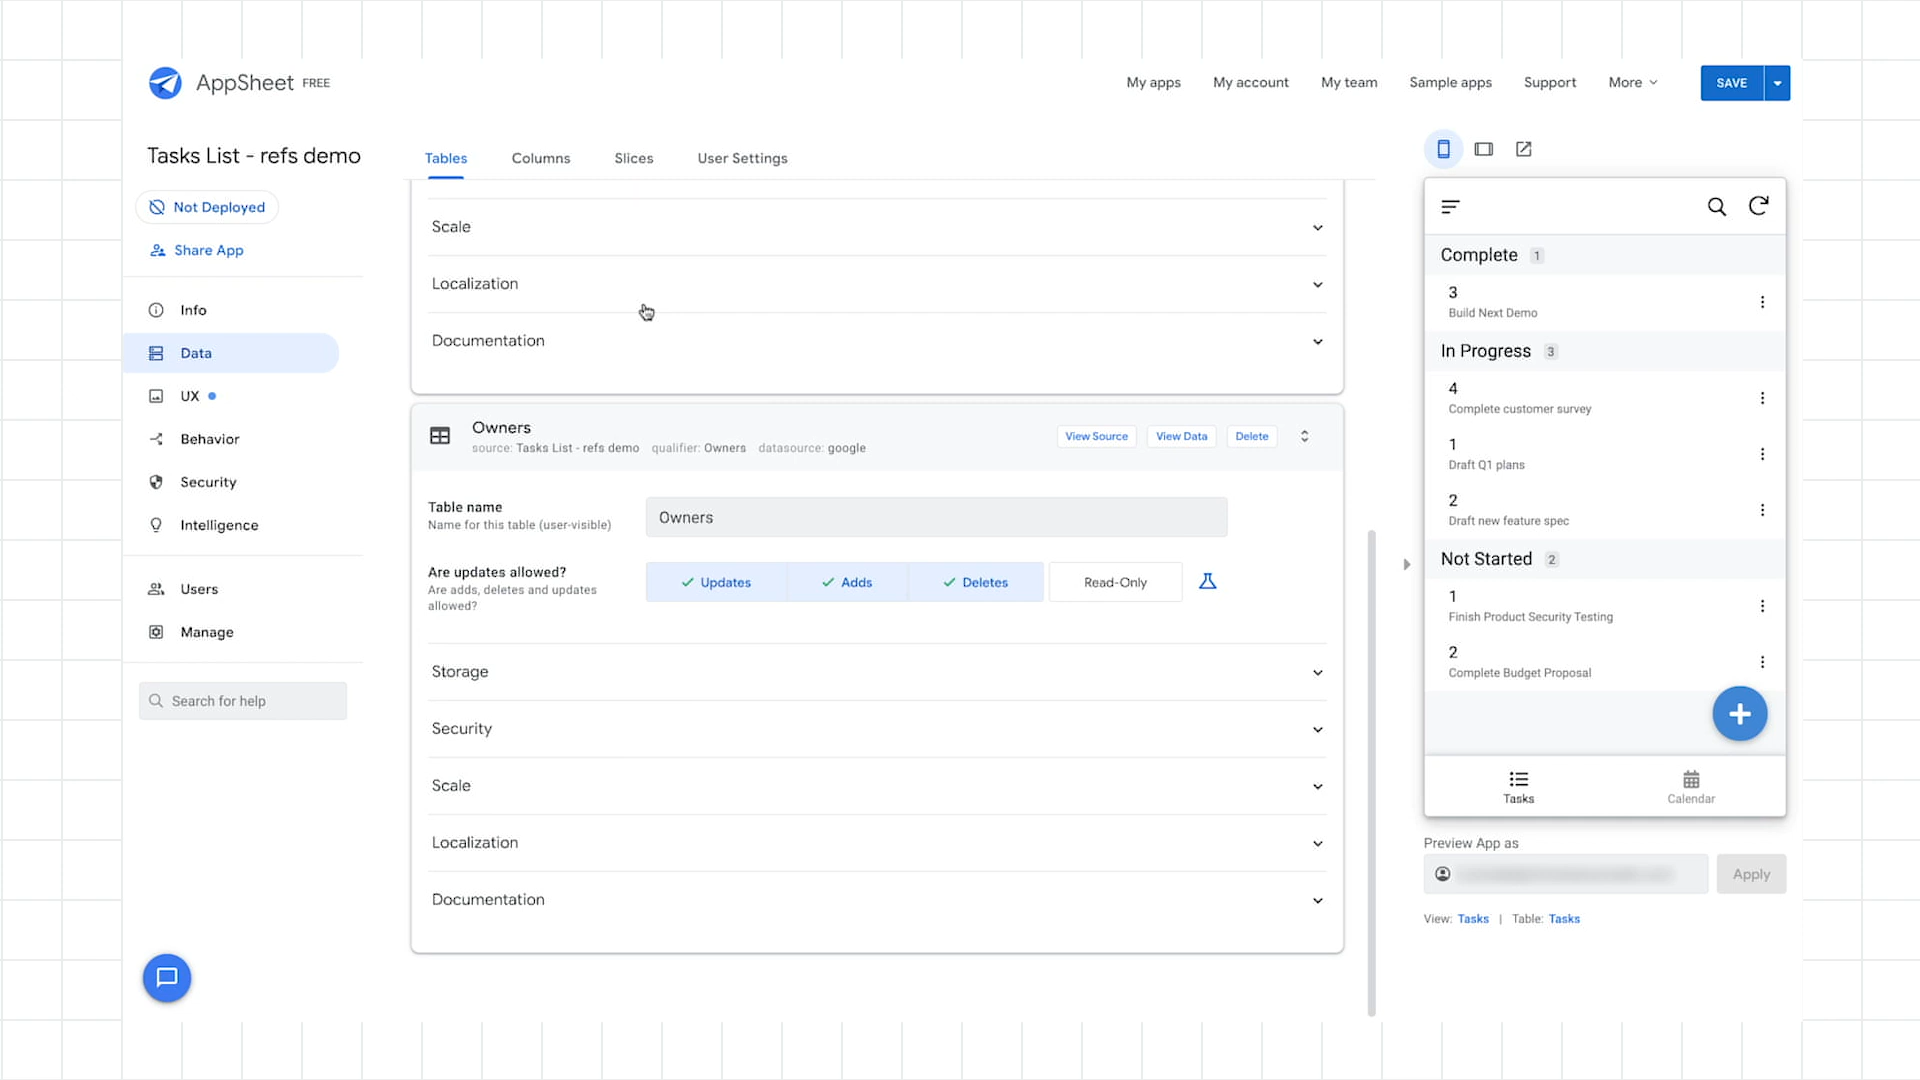 AppSheet FREE
My apps My account My team Sample apps Support More SAVE
Tasks List - refs demo
Not Deployed
Share App
Info
Data
UX
Behavior
Security
Intelligence
Users
Manage
Search for help
Tables Columns Slices User Settings
Scale
Localization
Documentation
Owners
source: Tasks List - refs demo qualifier: Owners datasource: google
View Source View Data Delete
Table name
Name for this table (user-visible)
Owners
Are updates allowed?
Are adds, deletes and updates
allowed?
Updates Adds Deletes Read-Only
Storage
Security
Scale
Localization
Documentation
Complete 1
3
Build Next Demo
In Progress 3
4
Complete customer survey
1
Draft Q1 plans
2
Draft new feature spec
Not Started 2
1
Finish Product Security Testing
2
Complete Budget Proposal
Tasks Calendar
Preview App as
Apply
View: Tasks | Table: Tasks